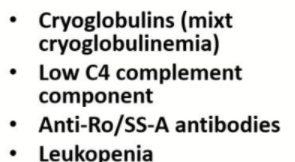 • Cryoglobulins (mixt
cryoglobulinemia)
• Low C4 complement
component
• Anti-Ro/SS-A antibodies
• Leukopenia